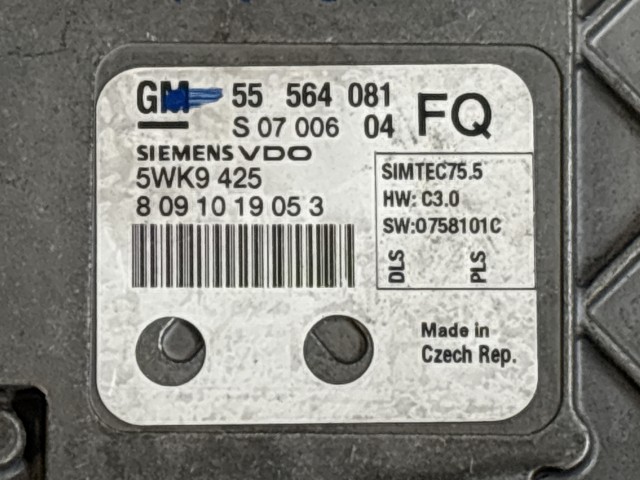 GM 55 564 081 FQ
S 07 006 04
SIEMENS VDO
5WK9 425
8 09 10 19 05 3
SIMTEC75.5
HW: C3.0
SW:0758101C
DLS PLS
Made in
Czech Rep.